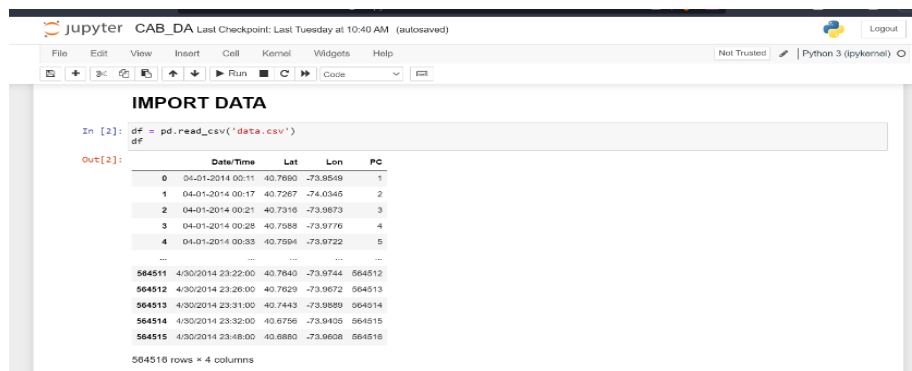 jupyter CAB_DA Last Checkpoint: Last Tuesday at 10:40 AM (autosaved) Logout
File Edit View Insert Cell Kernel Widgets Help Not Trusted Python 3 (ipykernel)
Run Code
IMPORT DATA
In [2]: df = pd.read_csv('data.csv')
df
Out[2]:
Date/Time Lat Lon PC
0 04-01-2014 00:11 40.7690 -73.9549 1
1 04-01-2014 00:17 40.7267 -74.0345 2
2 04-01-2014 00:21 40.7316 -73.9873 3
3 04-01-2014 00:28 40.7588 -73.9776 4
4 04-01-2014 00:33 40.7594 -73.9722 5
... ... ... ... ...
564511 4/30/2014 23:22:00 40.7640 -73.9744 564512
564512 4/30/2014 23:26:00 40.7629 -73.9672 564513
564513 4/30/2014 23:31:00 40.7443 -73.9889 564514
564514 4/30/2014 23:32:00 40.6756 -73.9405 564515
564515 4/30/2014 23:48:00 40.6880 -73.9608 564516
564516 rows × 4 columns